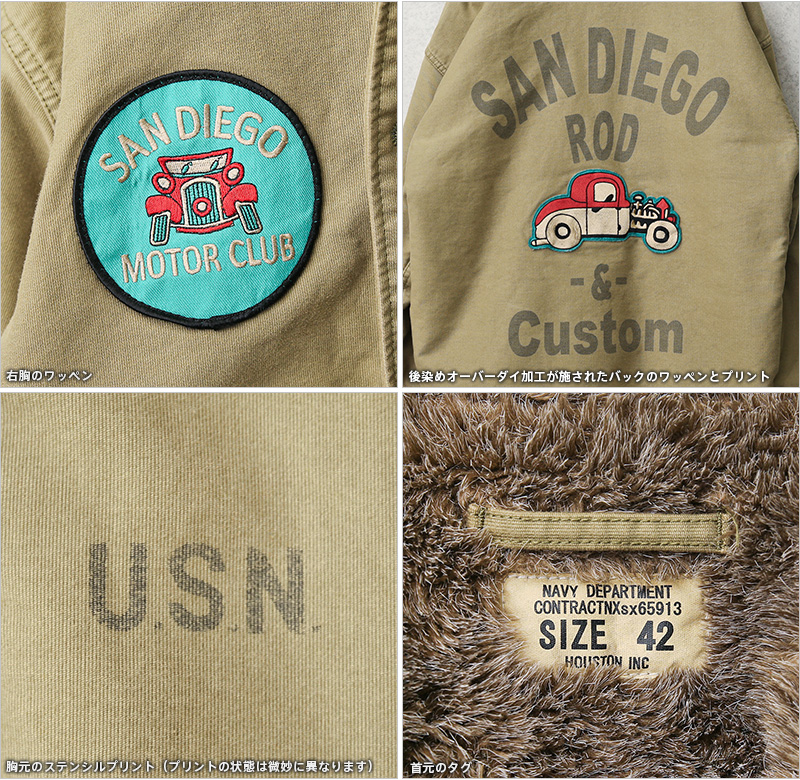 SAN DIEGO
MOTOR CLUB
右胸のワッペン
SAN DIEGO
ROD
-&-
Custom
後染めオーバーダイ加工が施されたバックのワッペンとプリント
U.S.N.
胸元のステンシルプリント（プリントの状態は微妙に異なります）
NAVY DEPARTMENT
CONTRACTNXsx65913
SIZE 42
HOUSTON INC
首元のタグ